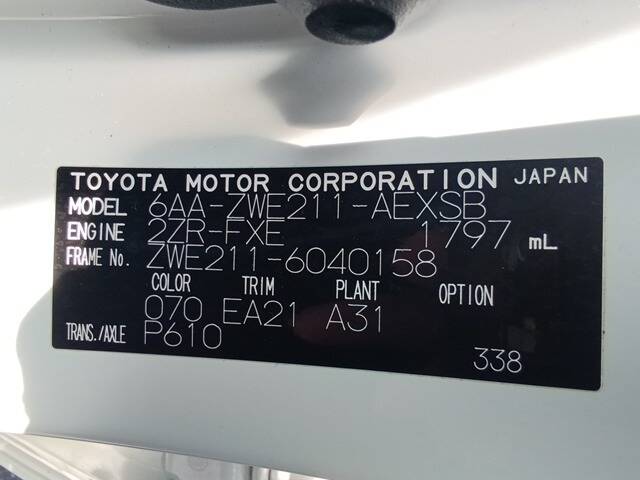 TOYOTA MOTOR CORPORATION JAPAN
MODEL 6AA-ZWE211-AEXSB
ENGINE 2ZR-FXE 1797 mL
FRAME No. ZWE211-6040158
COLOR TRIM PLANT OPTION
070 EA21 A31
TRANS./AXLE P610
338